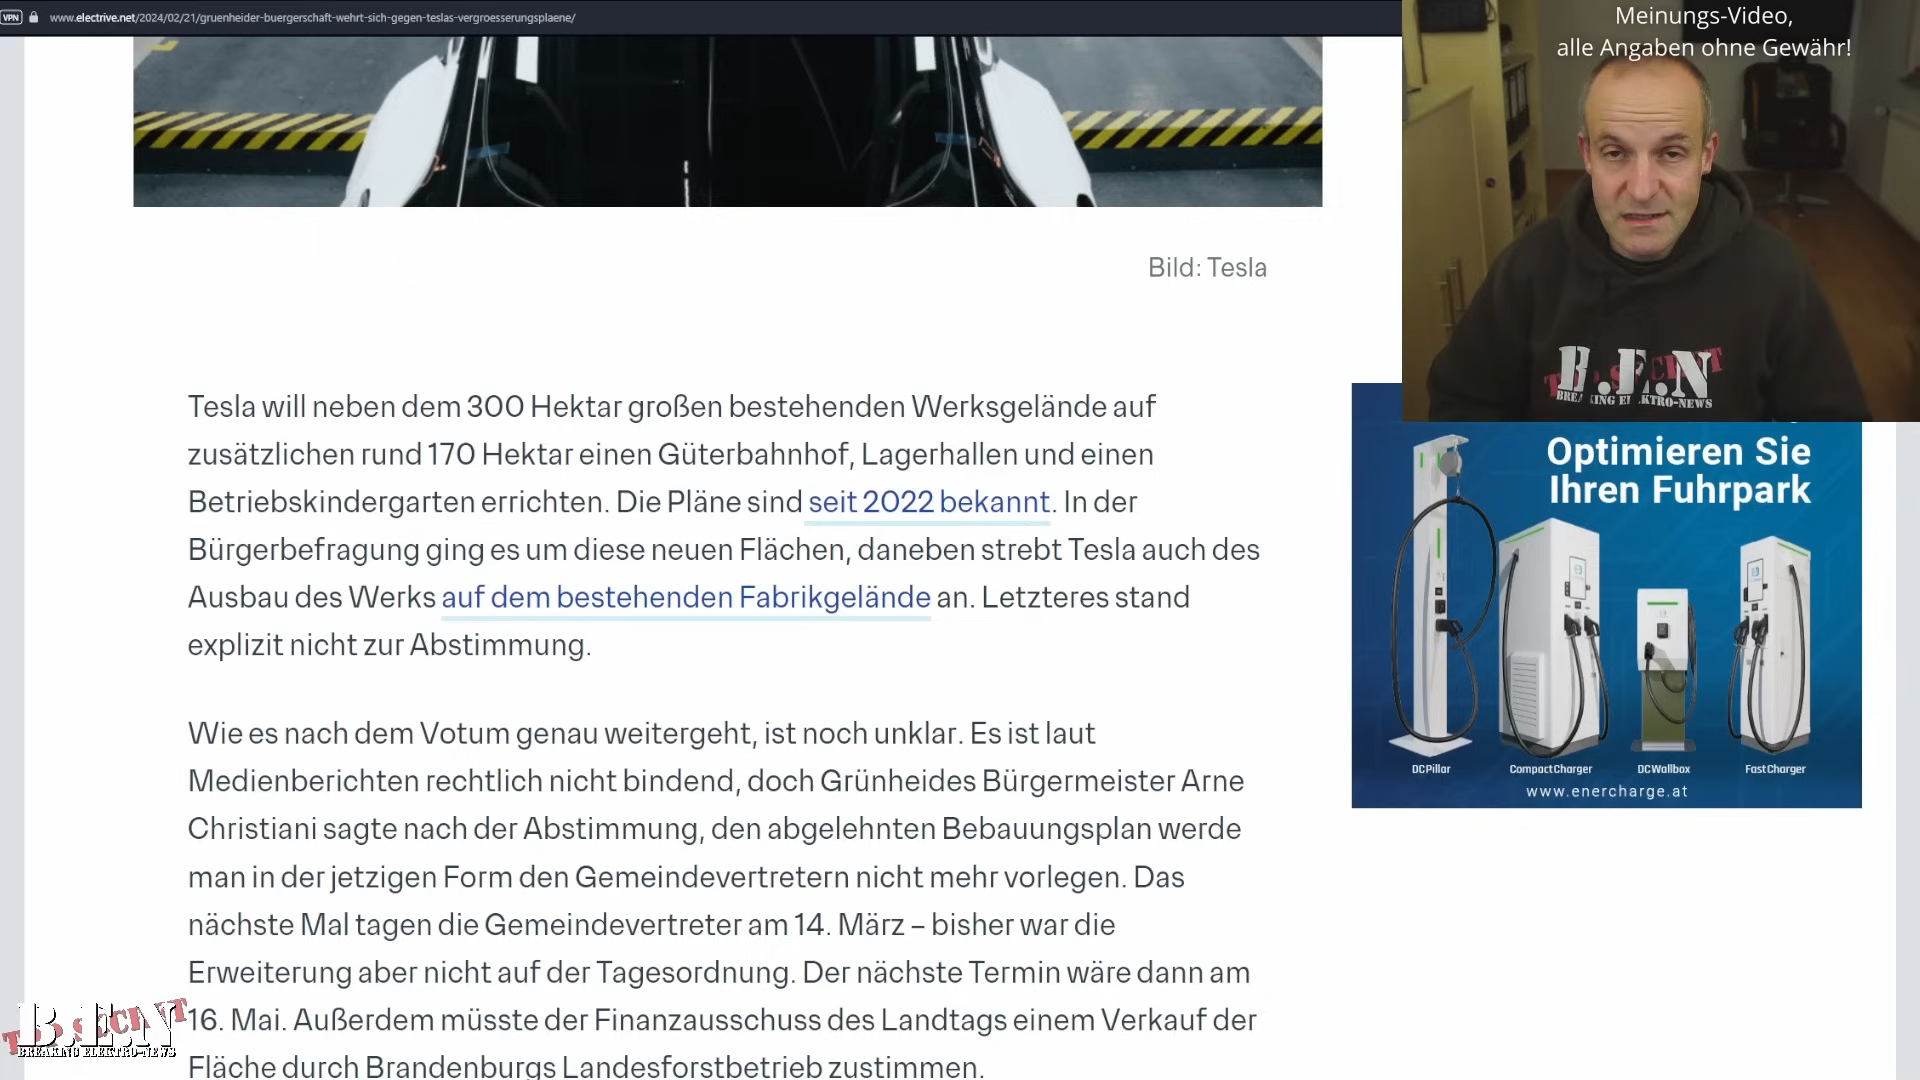 VPN
www.electrive.net/2024/02/21/gruenheider-buergerschaft-wehrt-sich-gegen-teslas-vergroesserungsplaene/
Meinungs-Video,
alle Angaben ohne Gewähr!
Bild: Tesla
B.E.N
BREAKING ELEKTRO-NEWS
Tesla will neben dem 300 Hektar großen bestehenden Werksgelände auf
zusätzlichen rund 170 Hektar einen Güterbahnhof, Lagerhallen und einen
Betriebskindergarten errichten. Die Pläne sind seit 2022 bekannt. In der
Bürgerbefragung ging es um diese neuen Flächen, daneben strebt Tesla auch des
Ausbau des Werks auf dem bestehenden Fabrikgelände an. Letzteres stand
explizit nicht zur Abstimmung.
Optimieren Sie
Ihren Fuhrpark
DCPillar
CompactCharger
DCWallbox
FastCharger
www.enercharge.at
Wie es nach dem Votum genau weitergeht, ist noch unklar. Es ist laut
Medienberichten rechtlich nicht bindend, doch Grünheides Bürgermeister Arne
Christiani sagte nach der Abstimmung, den abgelehnten Bebauungsplan werde
man in der jetzigen Form den Gemeindevertretern nicht mehr vorlegen. Das
nächste Mal tagen die Gemeindevertreter am 14. März – bisher war die
Erweiterung aber nicht auf der Tagesordnung. Der nächste Termin wäre dann am
16. Mai. Außerdem müsste der Finanzausschuss des Landtags einem Verkauf der
Fläche durch Brandenburgs Landesforstbetrieb zustimmen.
TOP SECRET
B.E.N
BREAKING ELEKTRO-NEWS